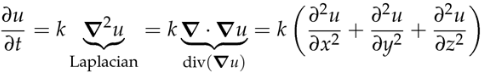 ∂u/∂t = k ∇²u = k ∇ · ∇u = k (∂²u/∂x² + ∂²u/∂y² + ∂²u/∂z²)
Laplacian div(∇u)